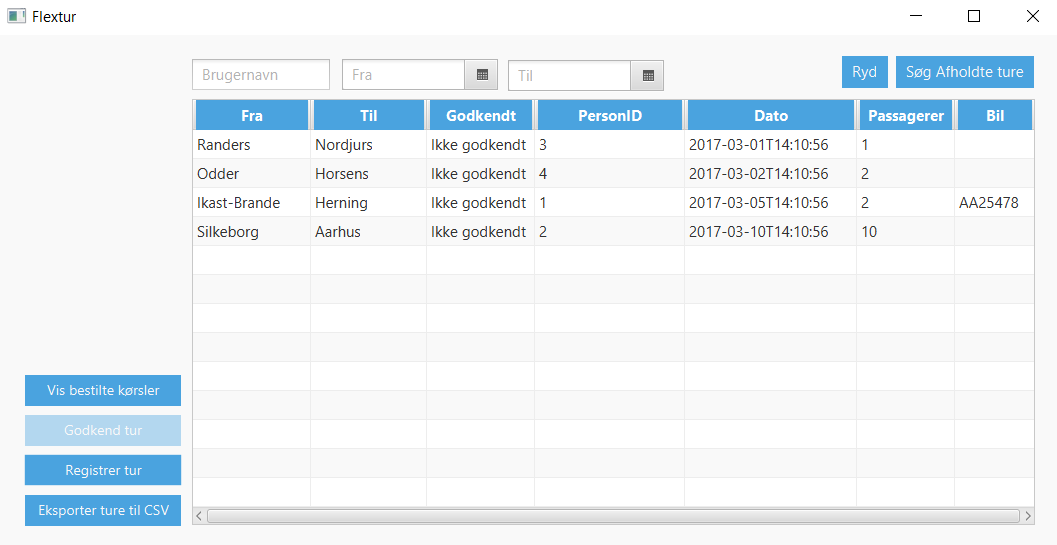 Flextur
Brugernavn Fra Til Ryd Søg Afholdte ture
Fra Til Godkendt PersonID Dato Passagerer Bil
Randers Nordjurs Ikke godkendt 3 2017-03-01T14:10:56 1
Odder Horsens Ikke godkendt 4 2017-03-02T14:10:56 2
Ikast-Brande Herning Ikke godkendt 1 2017-03-05T14:10:56 2 AA25478
Silkeborg Aarhus Ikke godkendt 2 2017-03-10T14:10:56 10
Vis bestilte kørsler
Godkend tur
Registrer tur
Eksporter ture til CSV